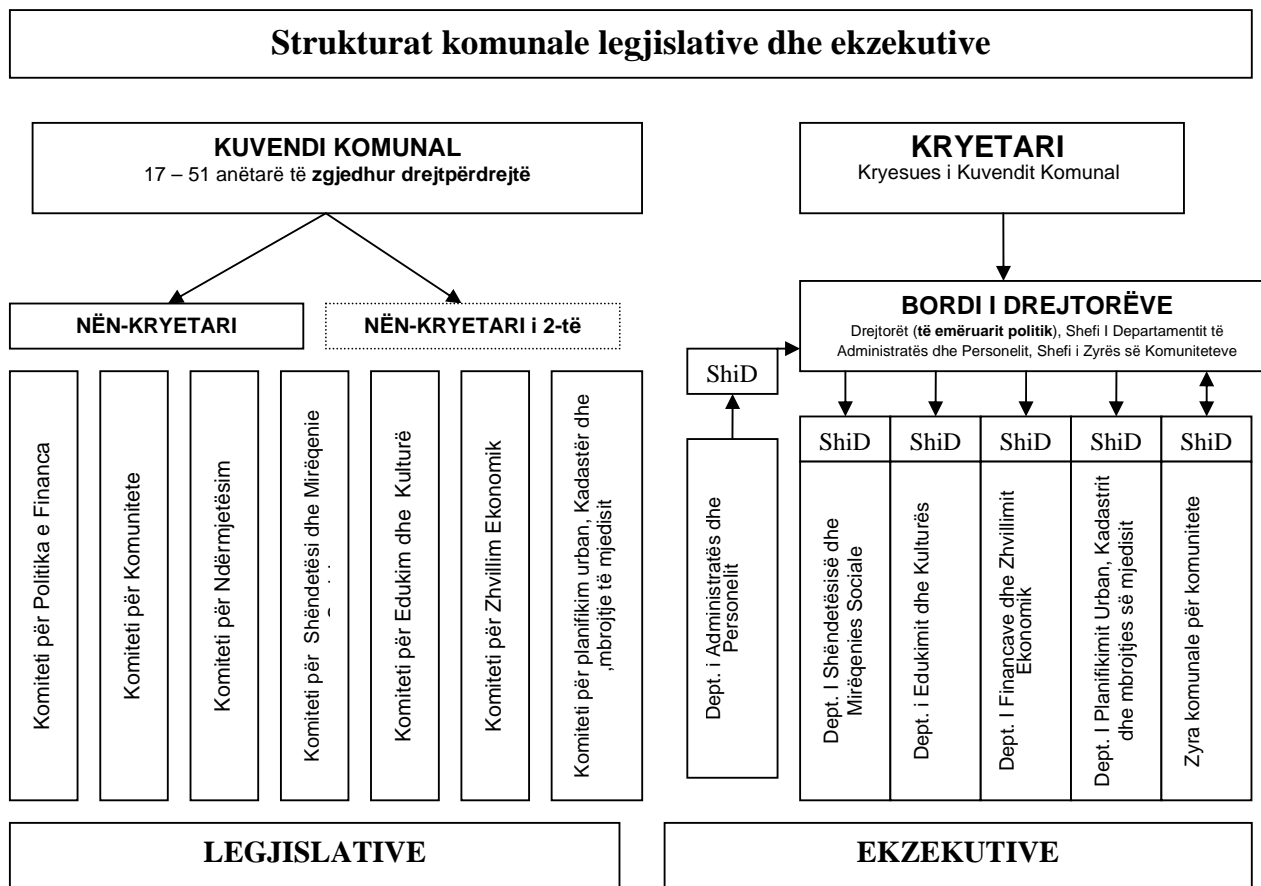 Strukturat komunale legjislative dhe ekzekutive
KUVENDI KOMUNAL
17 – 51 anëtarë të zgjedhur drejtpërdrejtë
NËN-KRYETARI
NËN-KRYETARI i 2-të
Komiteti për Politika e Financa
Komiteti për Komunitete
Komiteti për Ndërmjetësim
Komiteti për Shëndetësi dhe Mirëqenie
Komiteti për Edukim dhe Kulturë
Komiteti për Zhvillim Ekonomik
Komiteti për planifikim urban, Kadastër dhe
,mbrojtje të mjedisit
LEGJISLATIVE
KRYETARI
Kryesues i Kuvendit Komunal
BORDI I DREJTORËVE
Drejtorët (të emëruarit politik), Shefi I Departamentit të
Administratës dhe Personelit, Shefi i Zyrës së Komuniteteve
ShiD
Dept. i Administratës dhe
Personelit
ShiD
Dept. I Shëndetësisë dhe
Mirëqenies Sociale
ShiD
Dept. i Edukimit dhe Kulturës
ShiD
Dept. I Financave dhe Zhvillimit
Ekonomik
ShiD
Dept. I Planifikimit Urban, Kadastrit
dhe mbrojtjes së mjedisit
ShiD
Zyra komunale për komunitete
EKZEKUTIVE